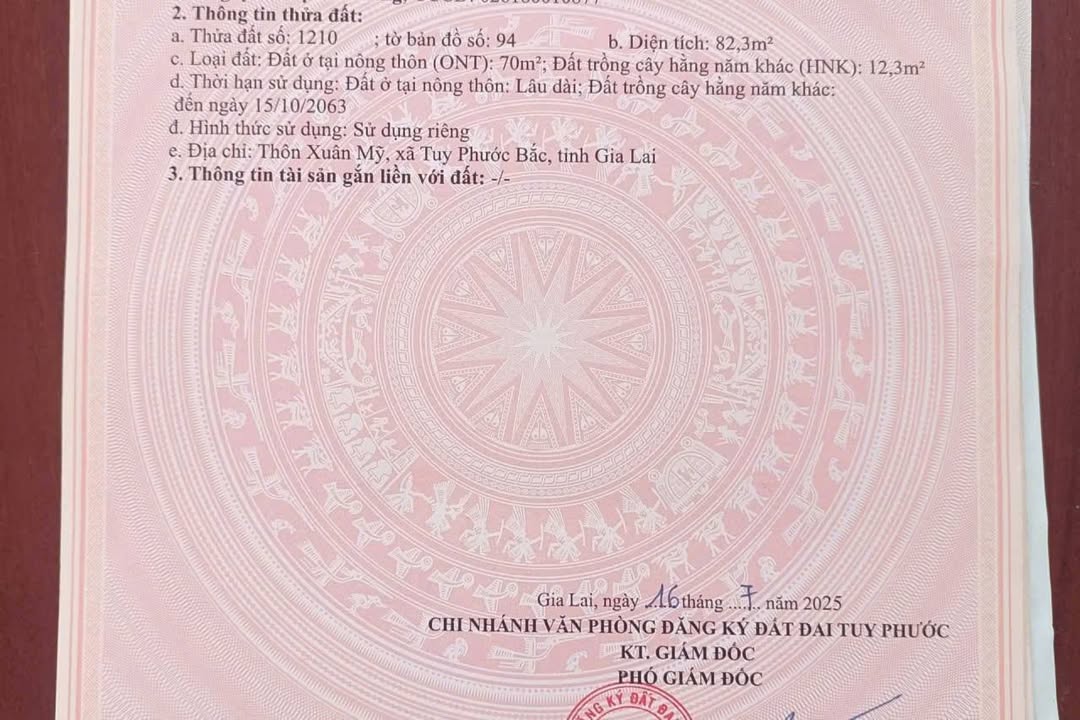 2. Thông tin thửa đất:
a. Thửa đất số: 1210 ; tờ bản đồ số: 94 b. Diện tích: 82,3m²
c. Loại đất: Đất ở tại nông thôn (ONT): 70m²; Đất trồng cây hằng năm khác (HNK): 12,3m²
d. Thời hạn sử dụng: Đất ở tại nông thôn: Lâu dài; Đất trồng cây hằng năm khác:
đến ngày 15/10/2063
đ. Hình thức sử dụng: Sử dụng riêng
e. Địa chỉ: Thôn Xuân Mỹ, xã Tuy Phước Bắc, tỉnh Gia Lai
3. Thông tin tài sản gắn liền với đất: -/-
Gia Lai, ngày ..16 tháng ....7.. năm 2025
CHI NHÁNH VĂN PHÒNG ĐĂNG KÝ ĐẤT ĐAI TUY PHƯỚC
KT. GIÁM ĐỐC
PHÓ GIÁM ĐỐC
KÝ ĐẤT